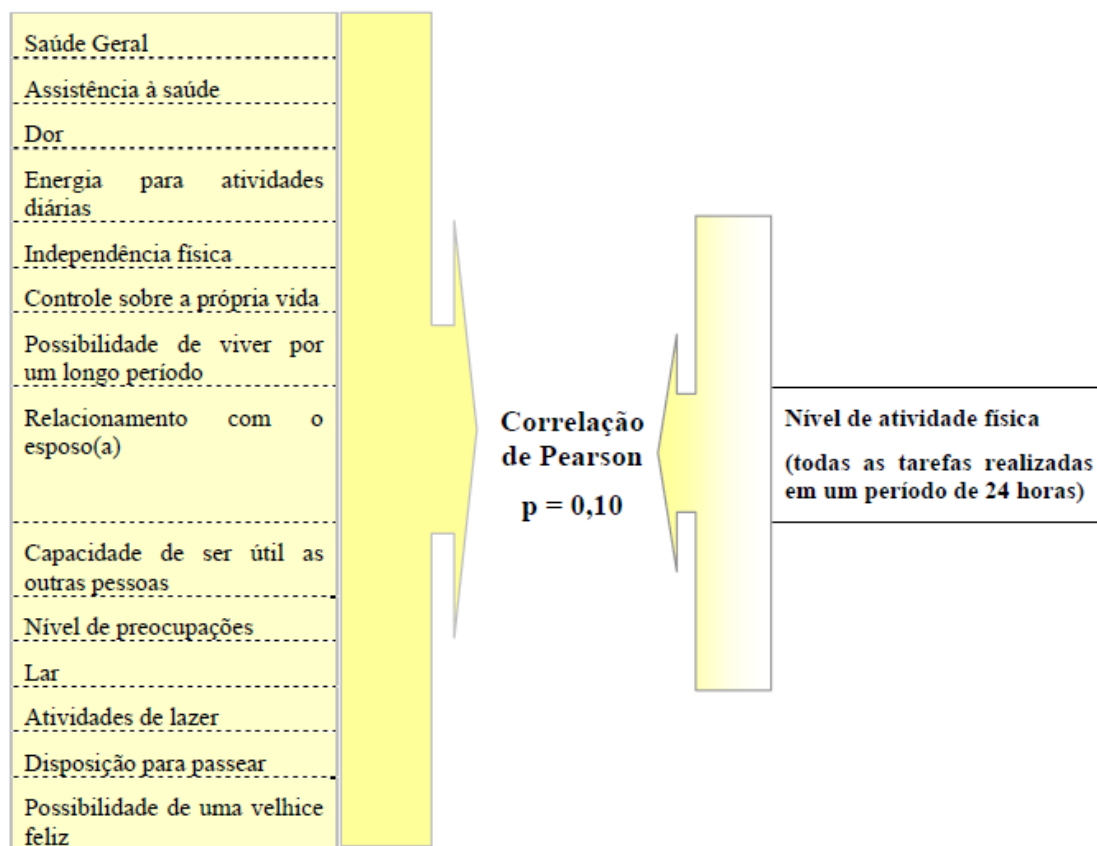 Saúde Geral
Assistência à saúde
Dor
Energia para atividades
diárias
Independência física
Controle sobre a própria vida
Possibilidade de viver por
um longo período
Relacionamento com o
esposo(a)
Capacidade de ser útil as
outras pessoas
Nível de preocupações
Lar
Atividades de lazer
Disposição para passear
Possibilidade de uma velhice
feliz
Correlação
de Pearson
p = 0,10
Nível de atividade física
(todas as tarefas realizadas
em um período de 24 horas)